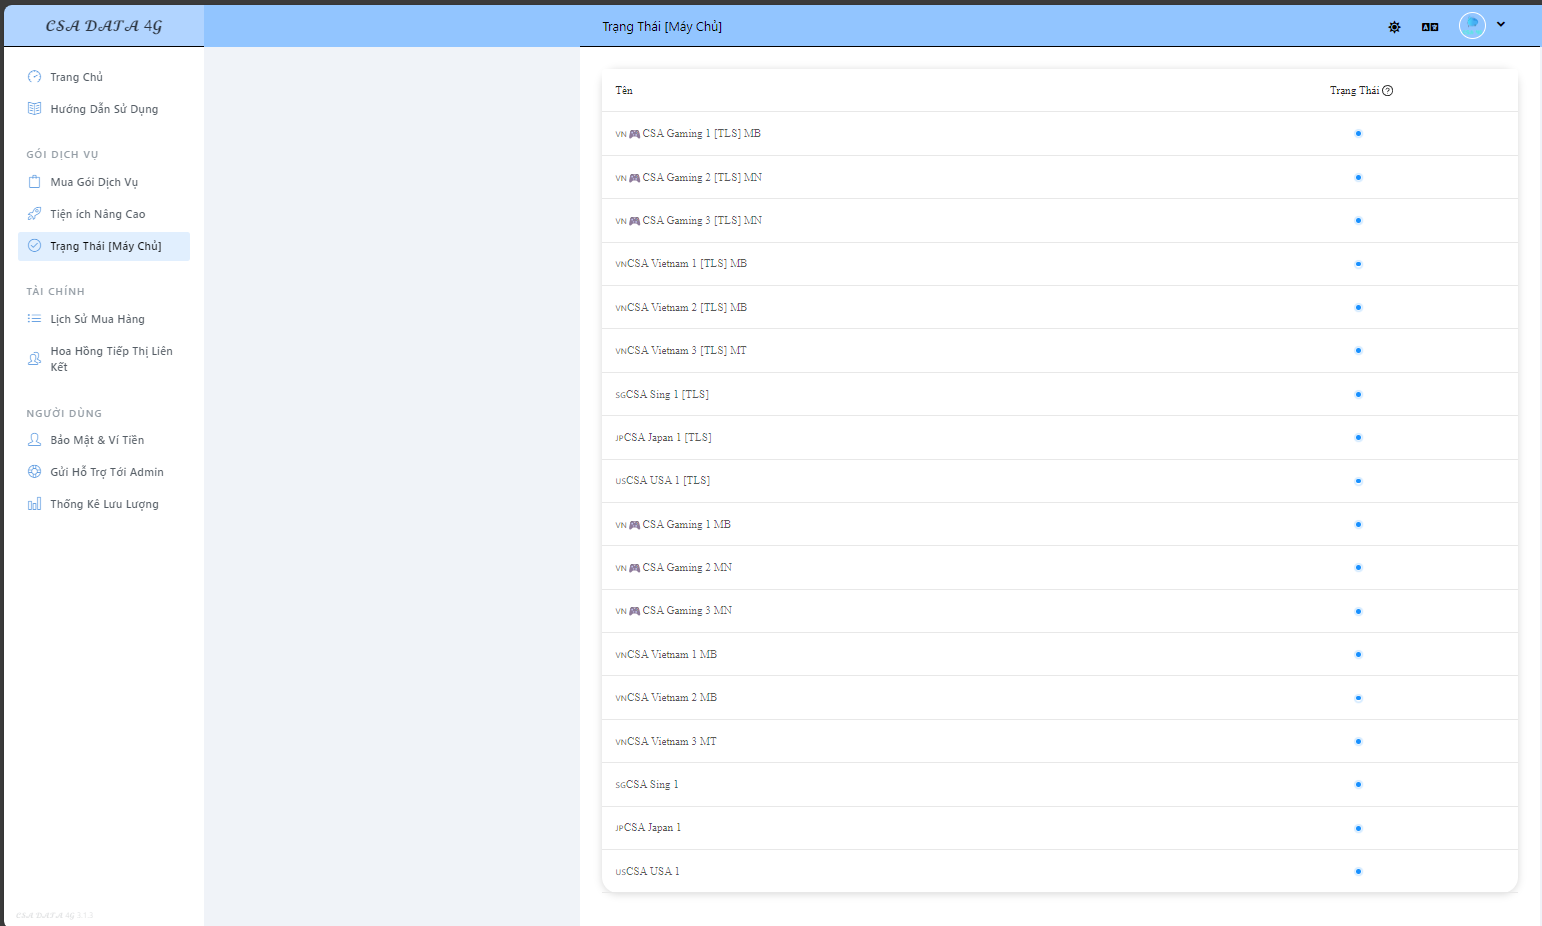 CSA DATA 4G
Trạng Thái [Máy Chủ]
Trang Chủ
Hướng Dẫn Sử Dụng
GÓI DỊCH VỤ
Mua Gói Dịch Vụ
Tiện ích Nâng Cao
Trạng Thái [Máy Chủ]
TÀI CHÍNH
Lịch Sử Mua Hàng
Hoa Hồng Tiếp Thị Liên
Kết
NGƯỜI DÙNG
Bảo Mật & Ví Tiền
Gửi Hỗ Trợ Tới Admin
Thống Kê Lưu Lượng
CSA DATA 4G 3.1.3
Tên Trạng Thái
VN 🎮 CSA Gaming 1 [TLS] MB
VN 🎮 CSA Gaming 2 [TLS] MN
VN 🎮 CSA Gaming 3 [TLS] MN
VNCSA Vietnam 1 [TLS] MB
VNCSA Vietnam 2 [TLS] MB
VNCSA Vietnam 3 [TLS] MT
SGCSA Sing 1 [TLS]
JPCSA Japan 1 [TLS]
USCSA USA 1 [TLS]
VN 🎮 CSA Gaming 1 MB
VN 🎮 CSA Gaming 2 MN
VN 🎮 CSA Gaming 3 MN
VNCSA Vietnam 1 MB
VNCSA Vietnam 2 MB
VNCSA Vietnam 3 MT
SGCSA Sing 1
JPCSA Japan 1
USCSA USA 1